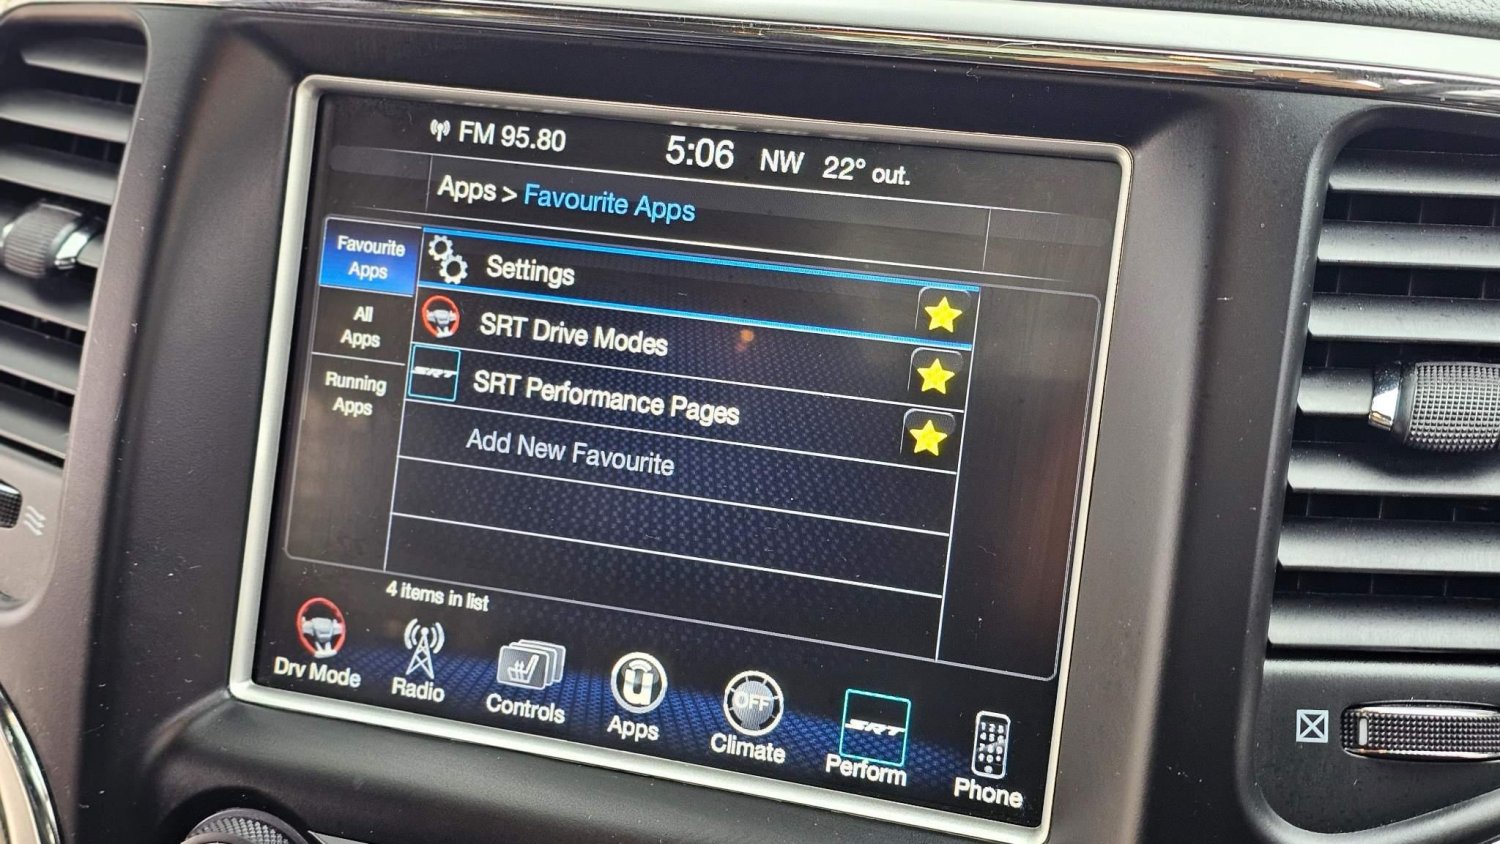 FM 95.80 5:06 NW 22° out.
Apps > Favourite Apps
Favourite
Apps
All
Apps
Running
Apps
Settings
SRT Drive Modes
SRT
SRT Performance Pages
Add New Favourite
4 items in list
Drv Mode
Radio
Controls
Apps
OFF
Climate
SRT
Perform
Phone